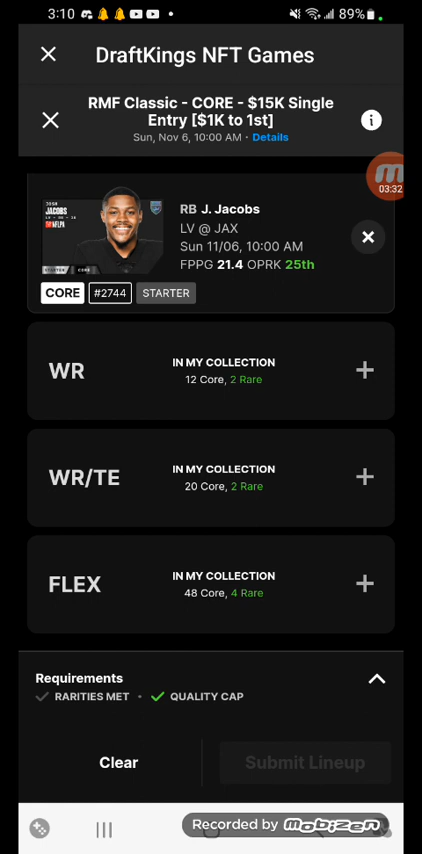 3:10
89%
DraftKings NFT Games
RMF Classic - CORE - $15K Single
Entry [$1K to 1st]
Sun, Nov 6, 10:00 AM · Details
03:32
JOSH
JACOBS
NFLPA
RB J. Jacobs
LV @ JAX
Sun 11/06, 10:00 AM
FPPG 21.4 OPRK 25th
CORE
#2744
STARTER
WR
IN MY COLLECTION
12 Core, 2 Rare
WR/TE
IN MY COLLECTION
20 Core, 2 Rare
FLEX
IN MY COLLECTION
48 Core, 4 Rare
Requirements
RARITIES MET • QUALITY CAP
Clear
Submit Lineup
Recorded by mobizen